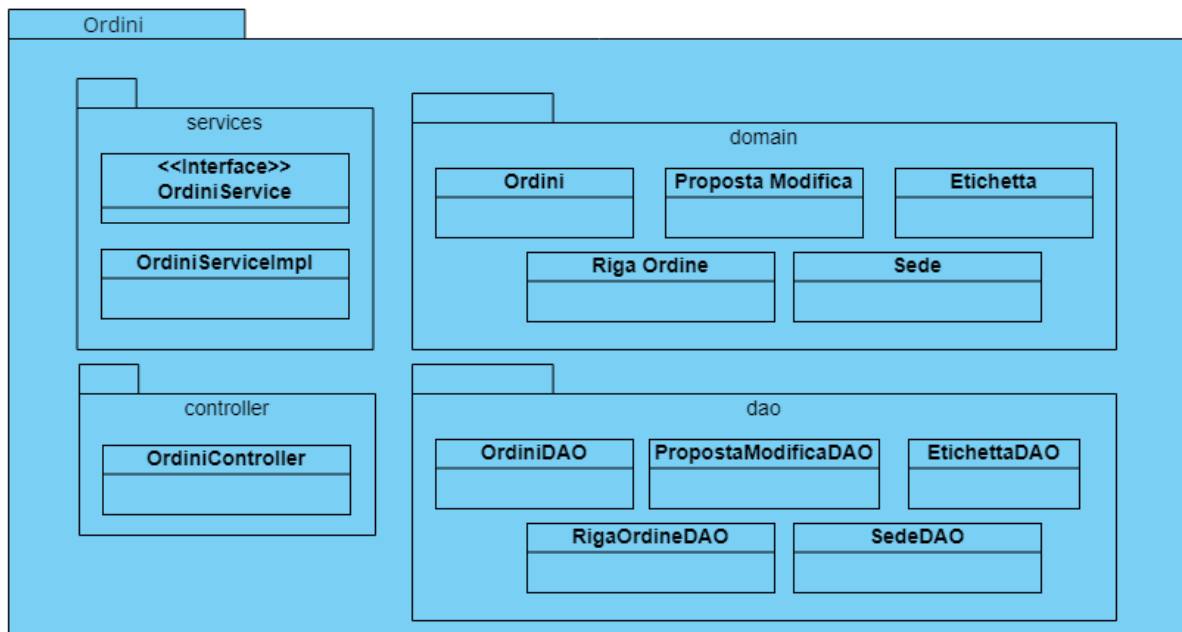 Ordini
services
<<Interface>>
OrdiniService
OrdiniServiceImpl
domain
Ordini
Proposta Modifica
Etichetta
Riga Ordine
Sede
controller
OrdiniController
dao
OrdiniDAO
PropostaModificaDAO
EtichettaDAO
RigaOrdineDAO
SedeDAO